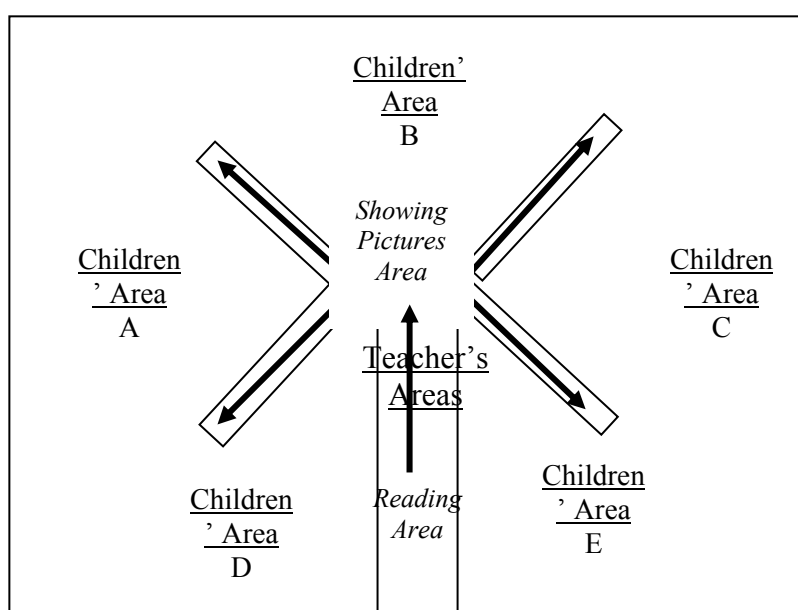 Children’
Area
B
Showing
Pictures
Area
Children
’ Area
A
Children
’ Area
C
Teacher’s
Areas
Children
’ Area
D
Reading
Area
Children
’ Area
E